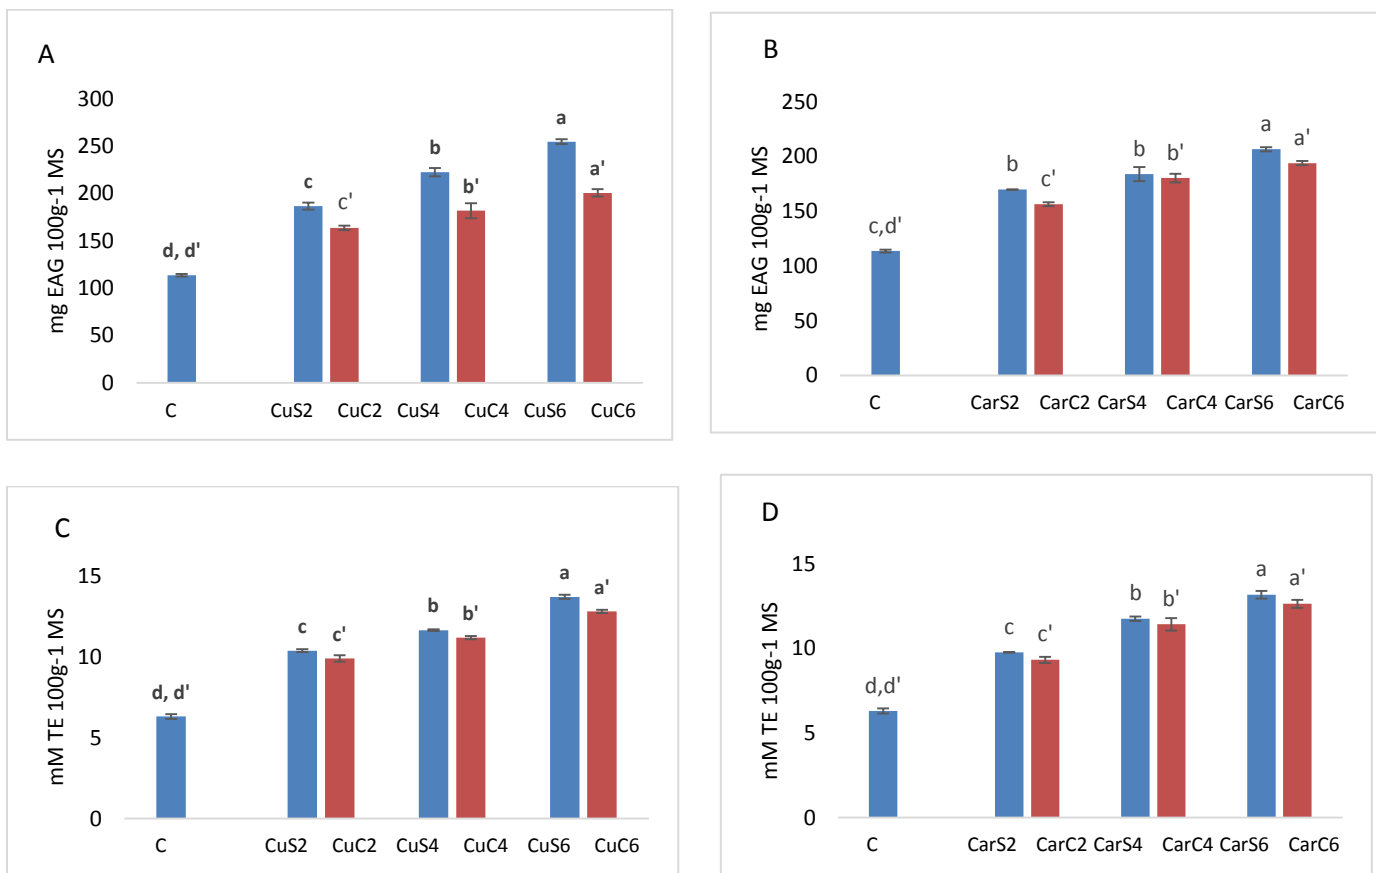 A
mg EAG 100g-1 MS
300
250
200
150
100
50
0
d, d'
c
c'
b
b'
a
a'
C CuS2 CuC2 CuS4 CuC4 CuS6 CuC6
B
mg EAG 100g-1 MS
250
200
150
100
50
0
c,d'
b
c'
b
b'
a
a'
C CarS2 CarC2 CarS4 CarC4 CarS6 CarC6
C
mM TE 100g-1 MS
15
10
5
0
d, d'
c
c'
b
b'
a
a'
C CuS2 CuC2 CuS4 CuC4 CuS6 CuC6
D
mM TE 100g-1 MS
15
10
5
0
d,d'
c
c'
b
b'
a
a'
C CarS2 CarC2 CarS4 CarC4 CarS6 CarC6